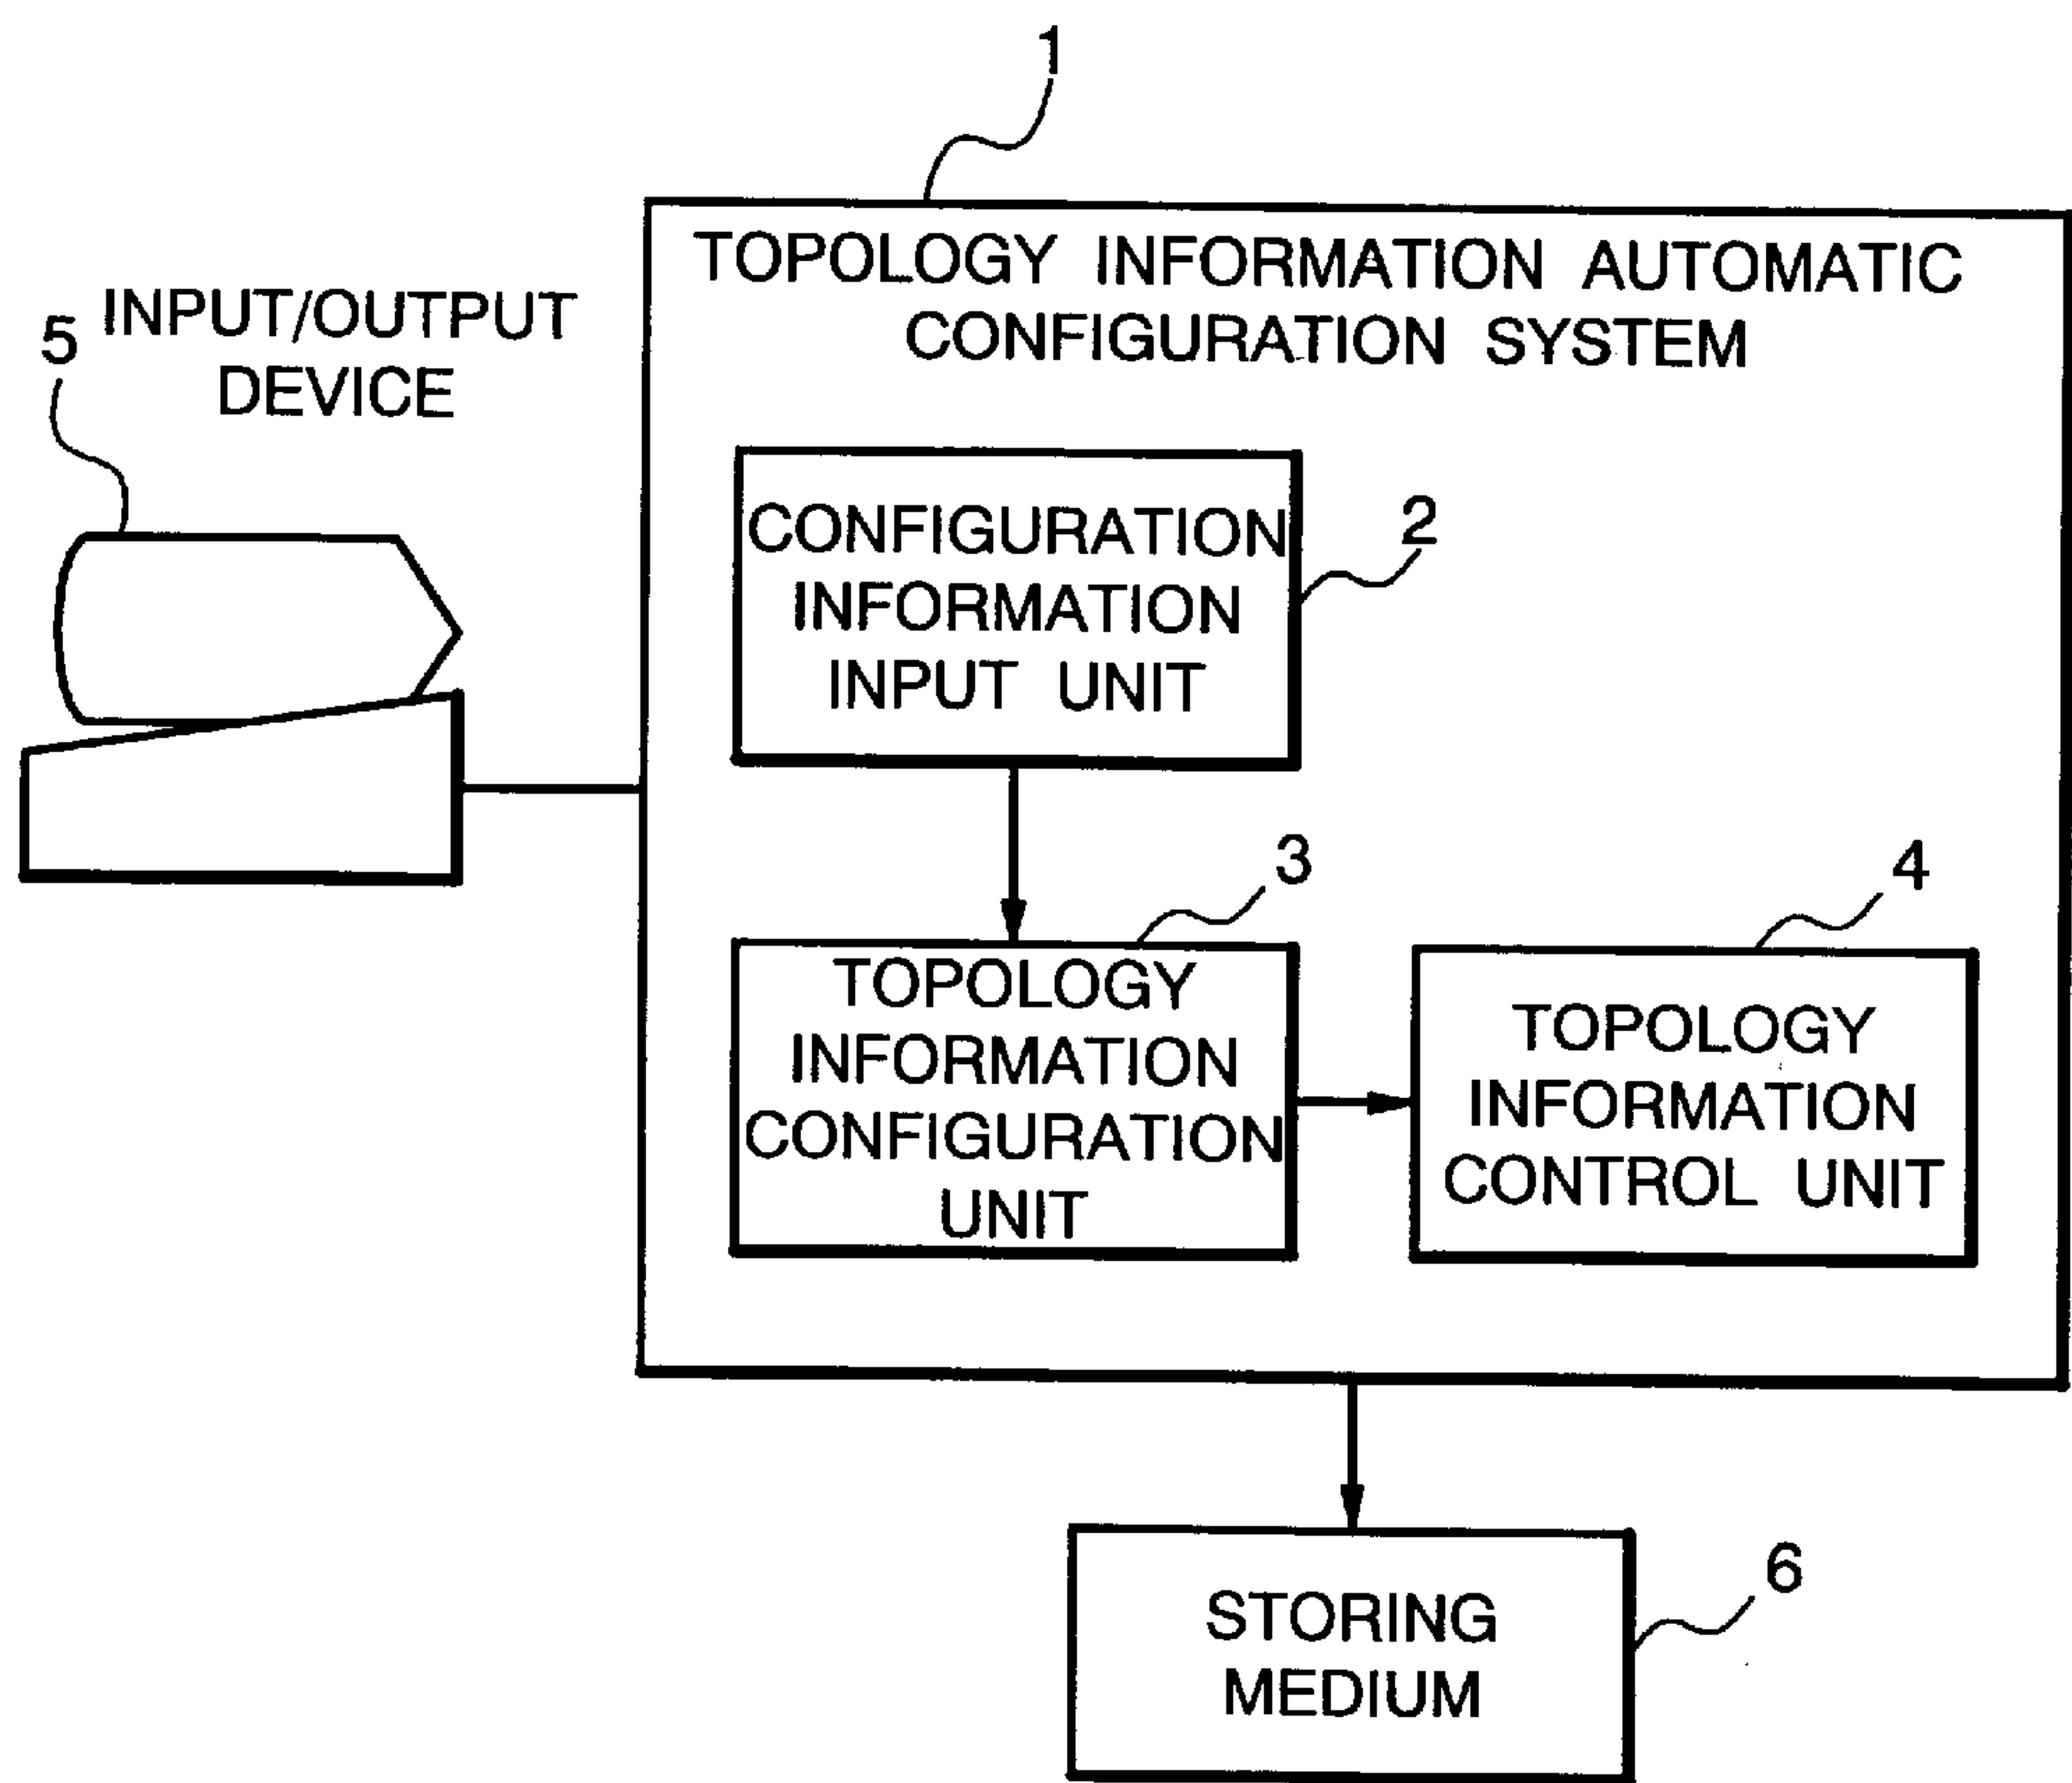 1
TOPOLOGY INFORMATION AUTOMATIC
CONFIGURATION SYSTEM
5
INPUT/OUTPUT
DEVICE
CONFIGURATION
INFORMATION
INPUT UNIT
2
3
4
TOPOLOGY
INFORMATION
CONFIGURATION
UNIT
TOPOLOGY
INFORMATION
CONTROL UNIT
STORING
MEDIUM
6